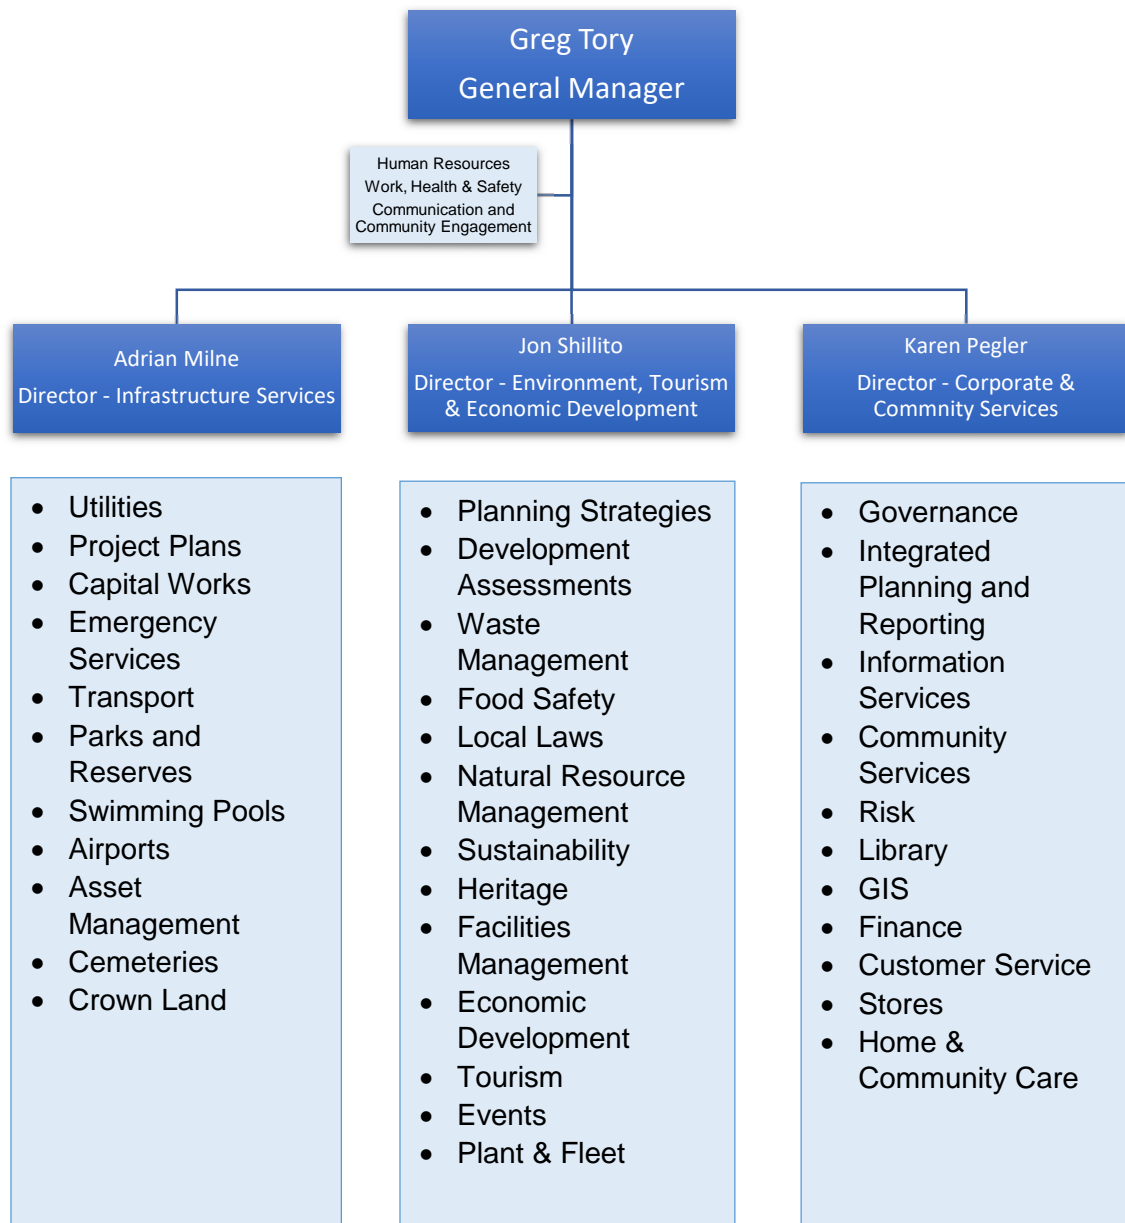 Greg Tory
General Manager
Human Resources
Work, Health & Safety
Communication and
Community Engagement
Adrian Milne
Director - Infrastructure Services
Jon Shillito
Director - Environment, Tourism
& Economic Development
Karen Pegler
Director - Corporate &
Commnity Services
• Utilities
• Project Plans
• Capital Works
• Emergency
Services
• Transport
• Parks and
Reserves
• Swimming Pools
• Airports
• Asset
Management
• Cemeteries
• Crown Land
• Planning Strategies
• Development
Assessments
• Waste
Management
• Food Safety
• Local Laws
• Natural Resource
Management
• Sustainability
• Heritage
• Facilities
Management
• Economic
Development
• Tourism
• Events
• Plant & Fleet
• Governance
• Integrated
Planning and
Reporting
• Information
Services
• Community
Services
• Risk
• Library
• GIS
• Finance
• Customer Service
• Stores
• Home &
Community Care